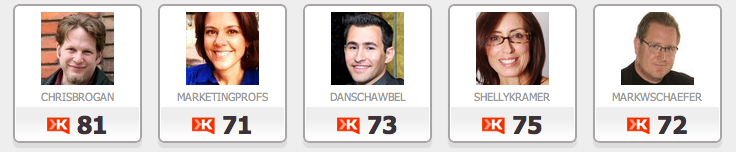 CHRISBROGAN
K 81
MARKETINGPROFS
K 71
DANSCHAWBEL
K 73
SHELLYKRAMER
K 75
MARKWSCHAEFER
K 72